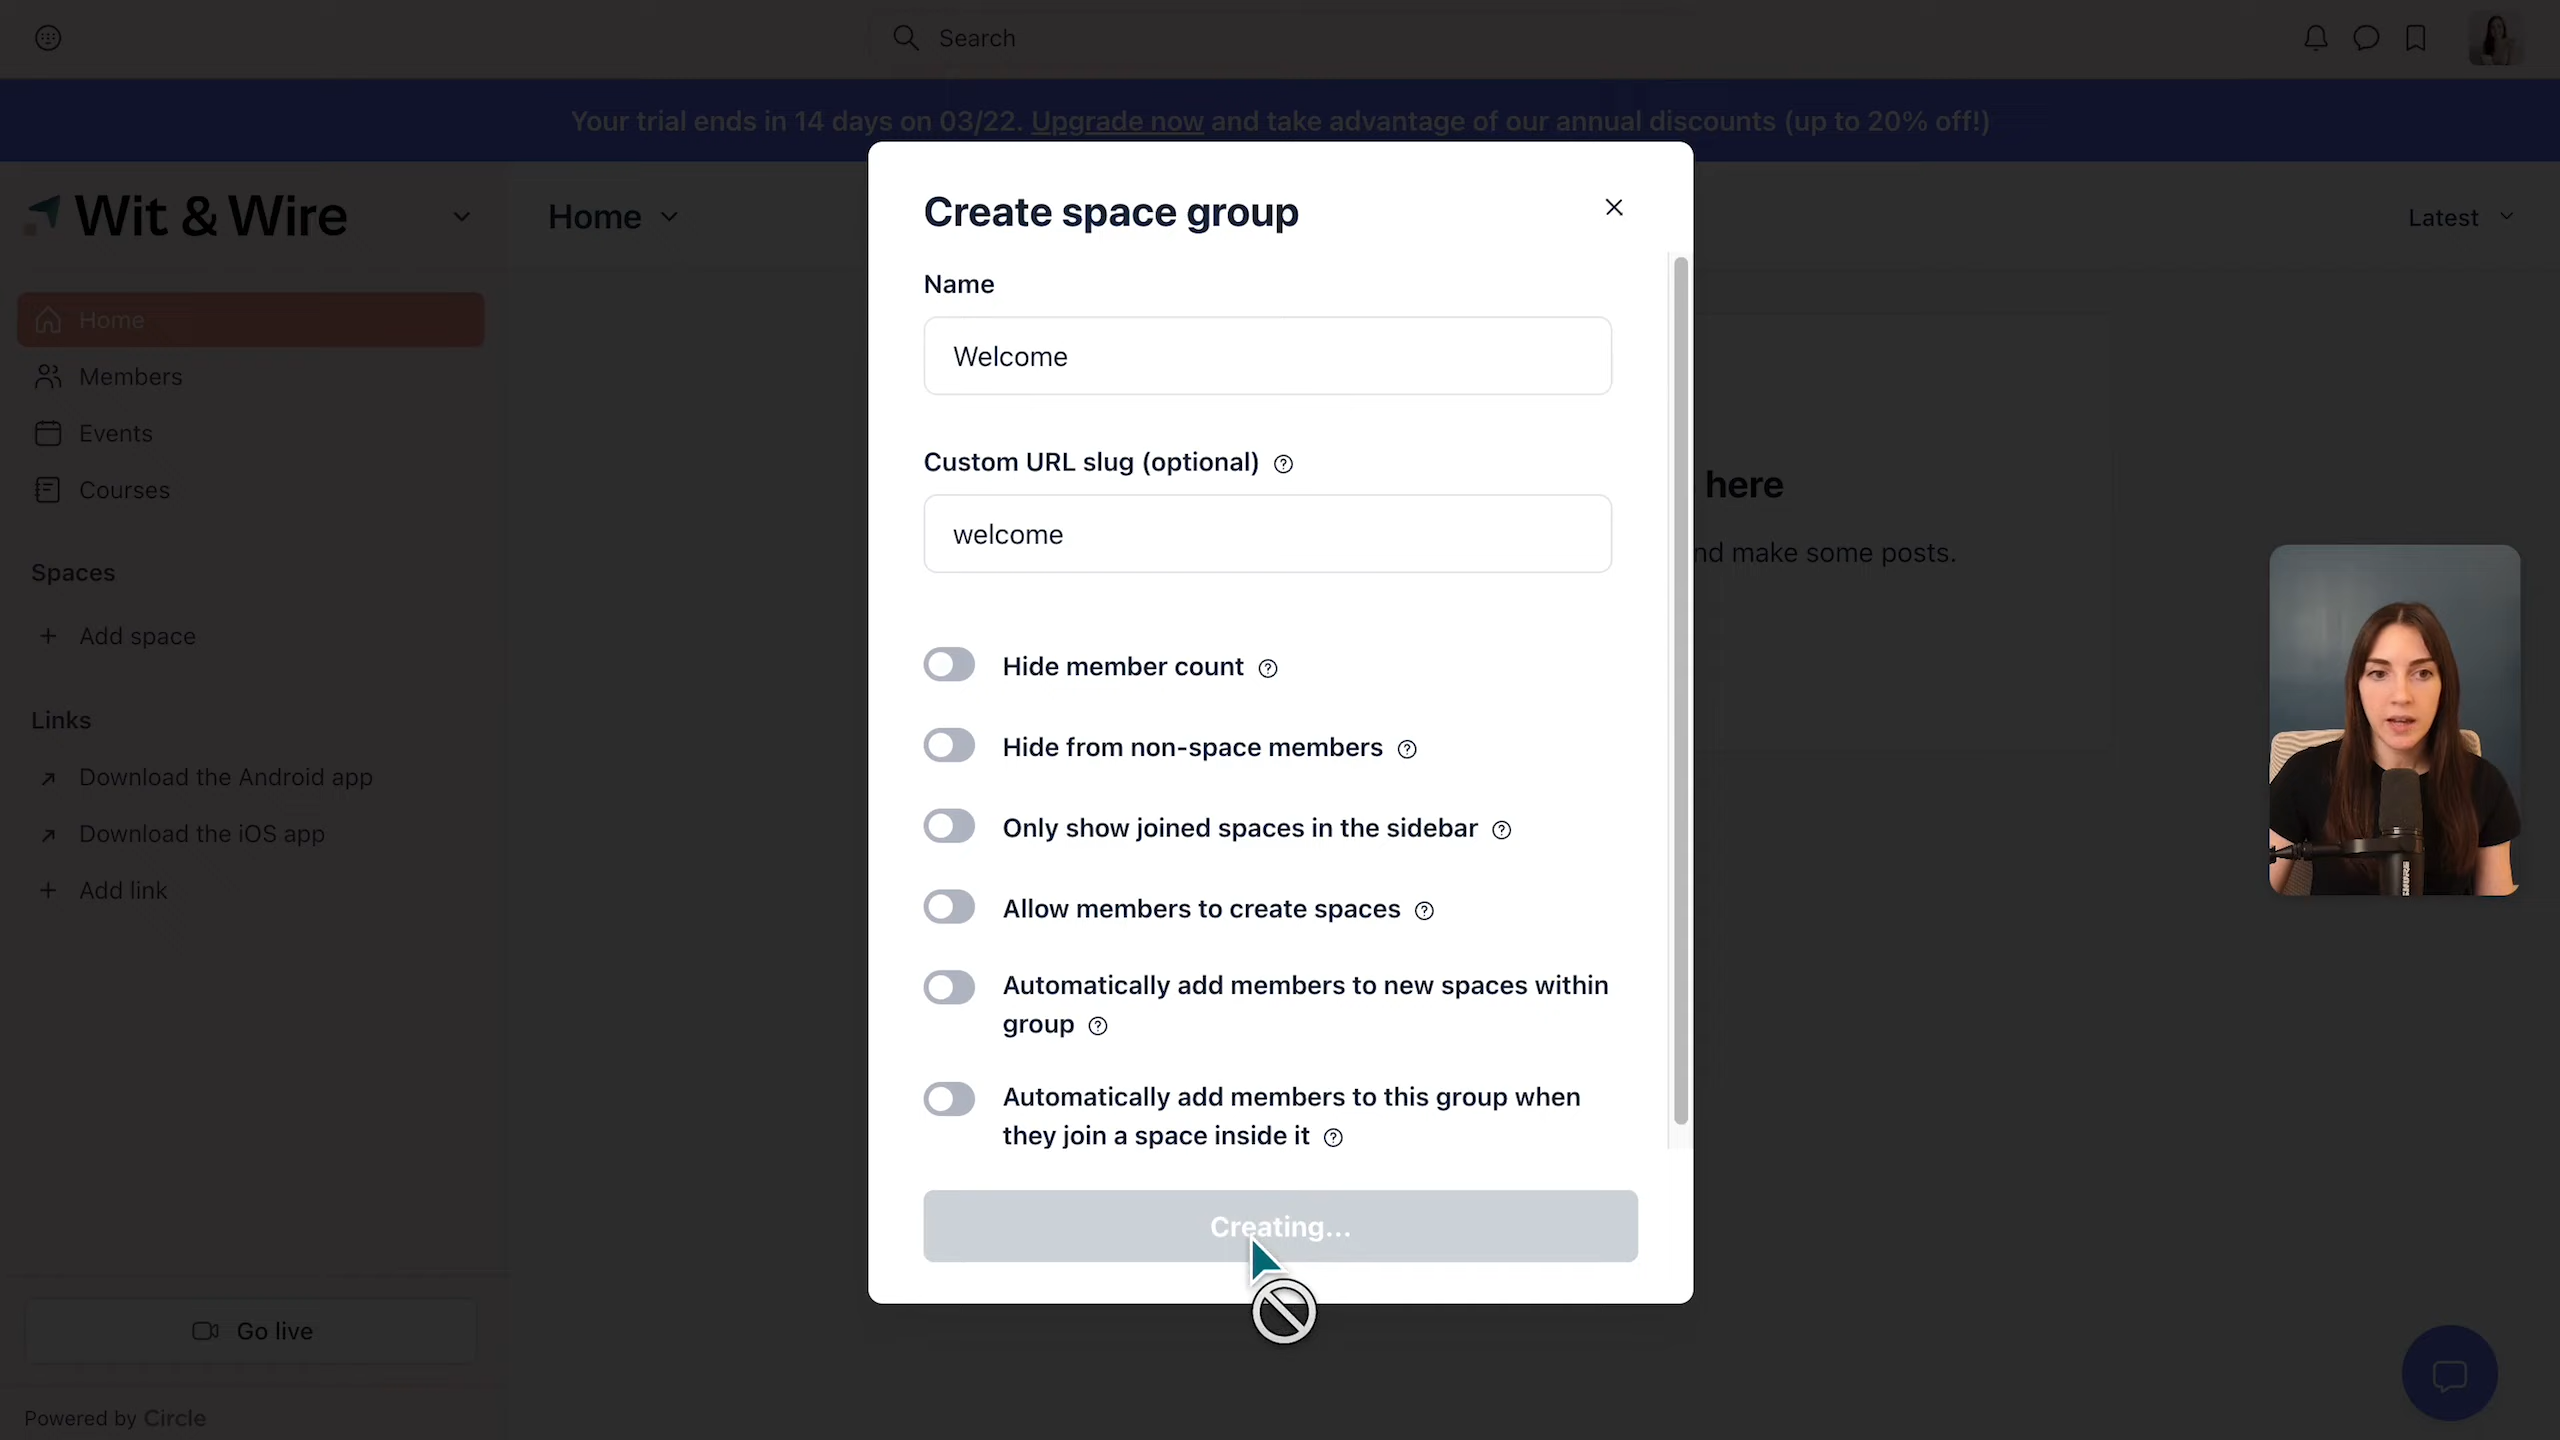 Search
Your trial ends in 14 days on 03/22. Upgrade now and take advantage of our annual discounts (up to 20% off!)
Wit & Wire
Home
Latest
Home
Members
Events
Courses
Spaces
Add space
Links
Download the Android app
Download the iOS app
Add link
Go live
Powered by Circle
Create space group
Name
Welcome
Custom URL slug (optional)
welcome
Hide member count
Hide from non-space members
Only show joined spaces in the sidebar
Allow members to create spaces
Automatically add members to new spaces within
group
Automatically add members to this group when
they join a space inside it
Creating...
here
nd make some posts.